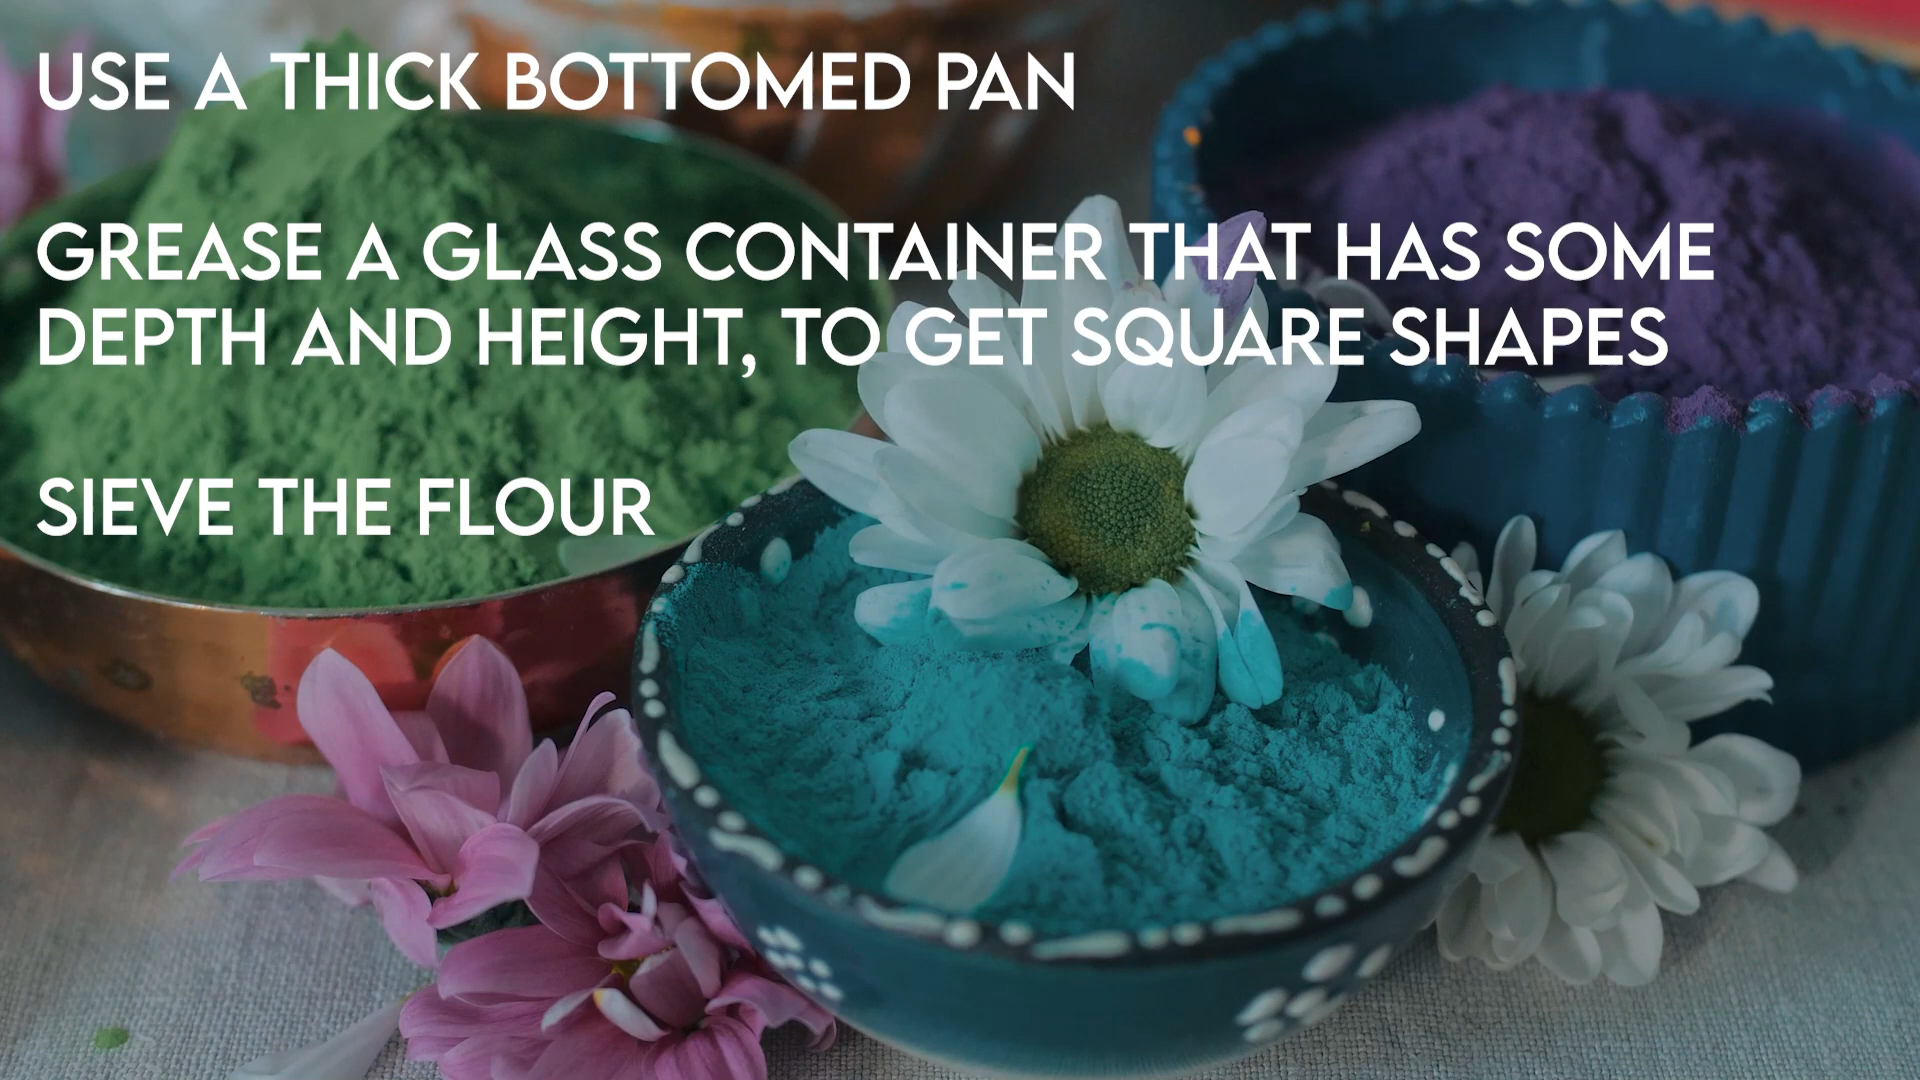 USE A THICK BOTTOMED PAN
GREASE A GLASS CONTAINER THAT HAS SOME
DEPTH AND HEIGHT, TO GET SQUARE SHAPES
SIEVE THE FLOUR